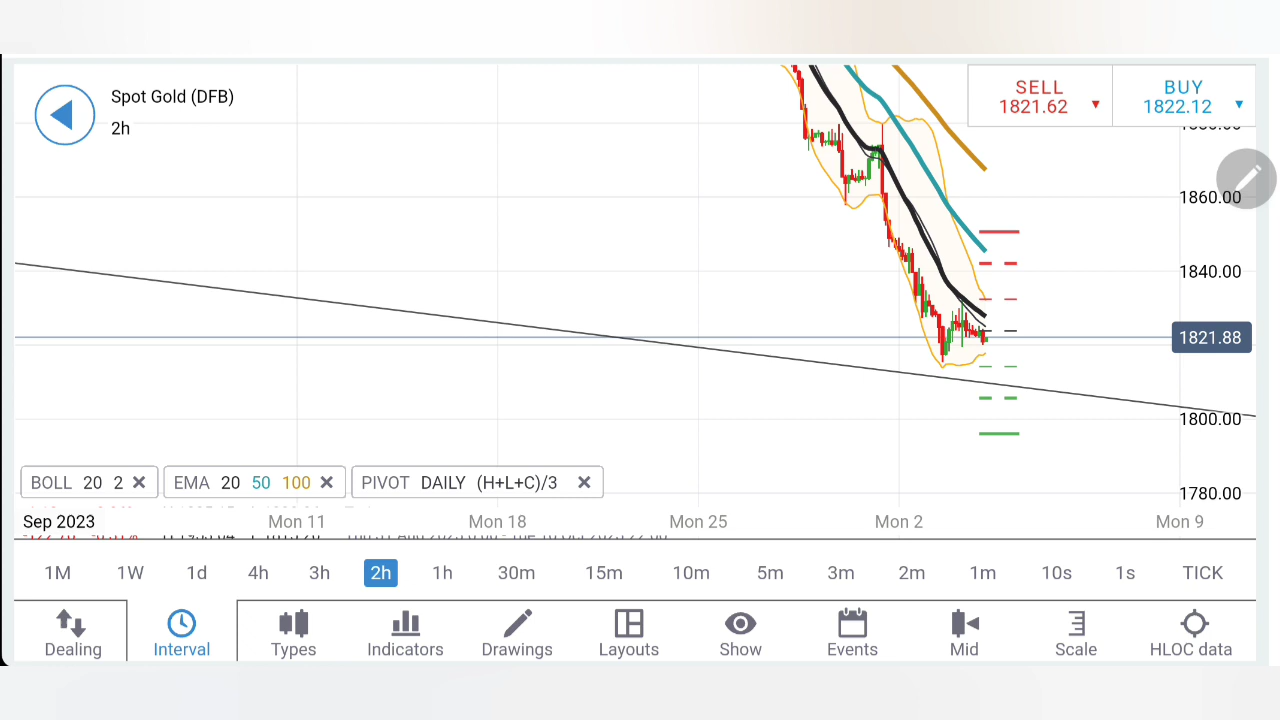 Spot Gold (DFB)
2h
SELL
1821.62
BUY
1822.12
1860.00
1840.00
1821.88
1800.00
1780.00
BOLL 20 2
EMA 20 50 100
PIVOT DAILY (H+L+C)/3
Sep 2023 Mon 11 Mon 18 Mon 25 Mon 2 Mon 9
1M 1W 1d 4h 3h 2h 1h 30m 15m 10m 5m 3m 2m 1m 10s 1s TICK
Dealing Interval Types Indicators Drawings Layouts Show Events Mid Scale HLOC data